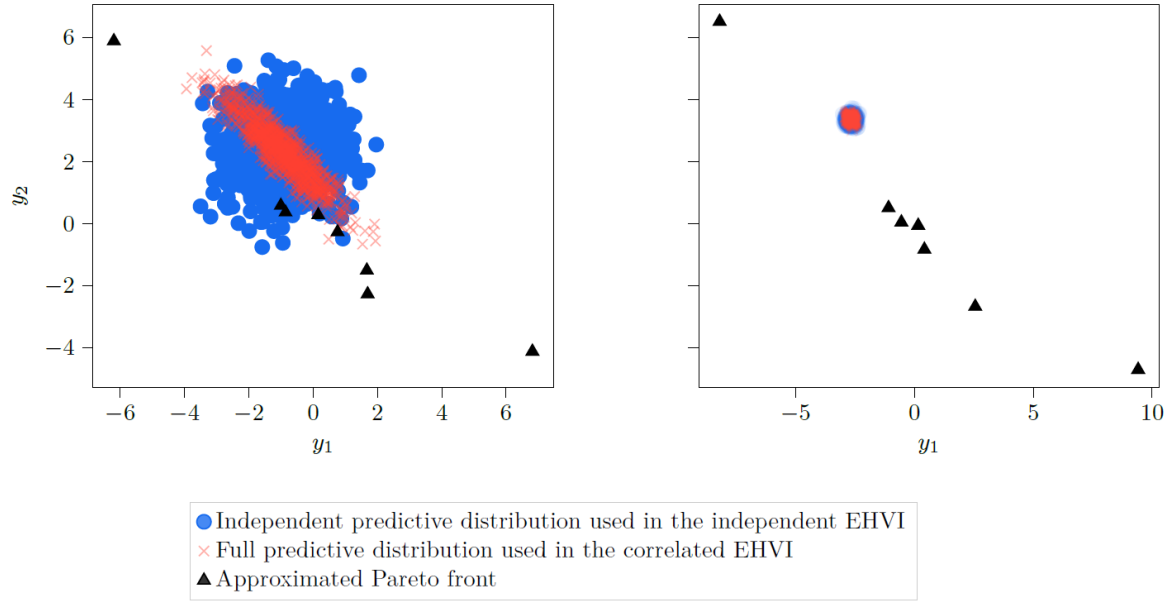 6
4
2
0
−2
−4
y2
−6
−4
−2
0
2
4
6
y1
−5
0
5
10
y1
Independent predictive distribution used in the independent EHVI
Full predictive distribution used in the correlated EHVI
Approximated Pareto front